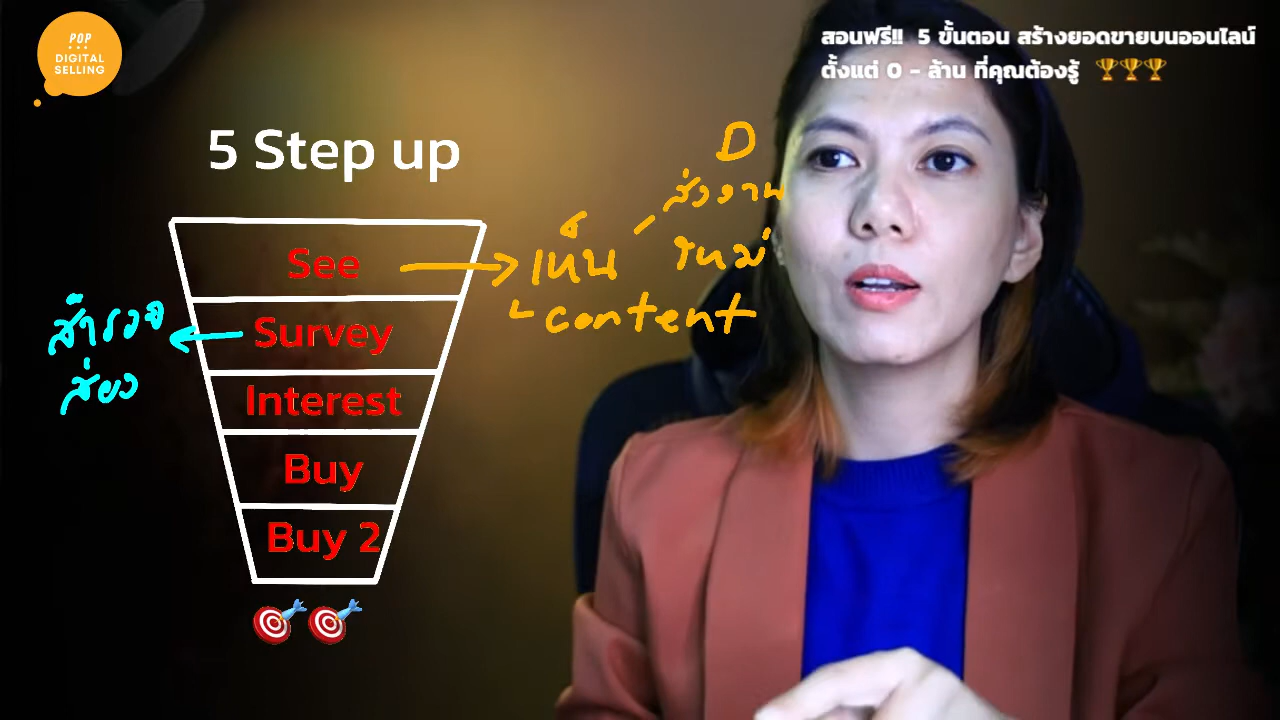 POP
DIGITAL
SELLING
สอนฟรี!! 5 ขั้นตอน สร้างยอดขายบนออนไลน์
ตั้งแต่ 0 - ล้าน ที่คุณต้องรู้ 🏆🏆🏆
5 Step up
See
Survey
Interest
Buy
Buy 2
D
ส่งงาน
เห็น
ใหม่
content
สำรวจ